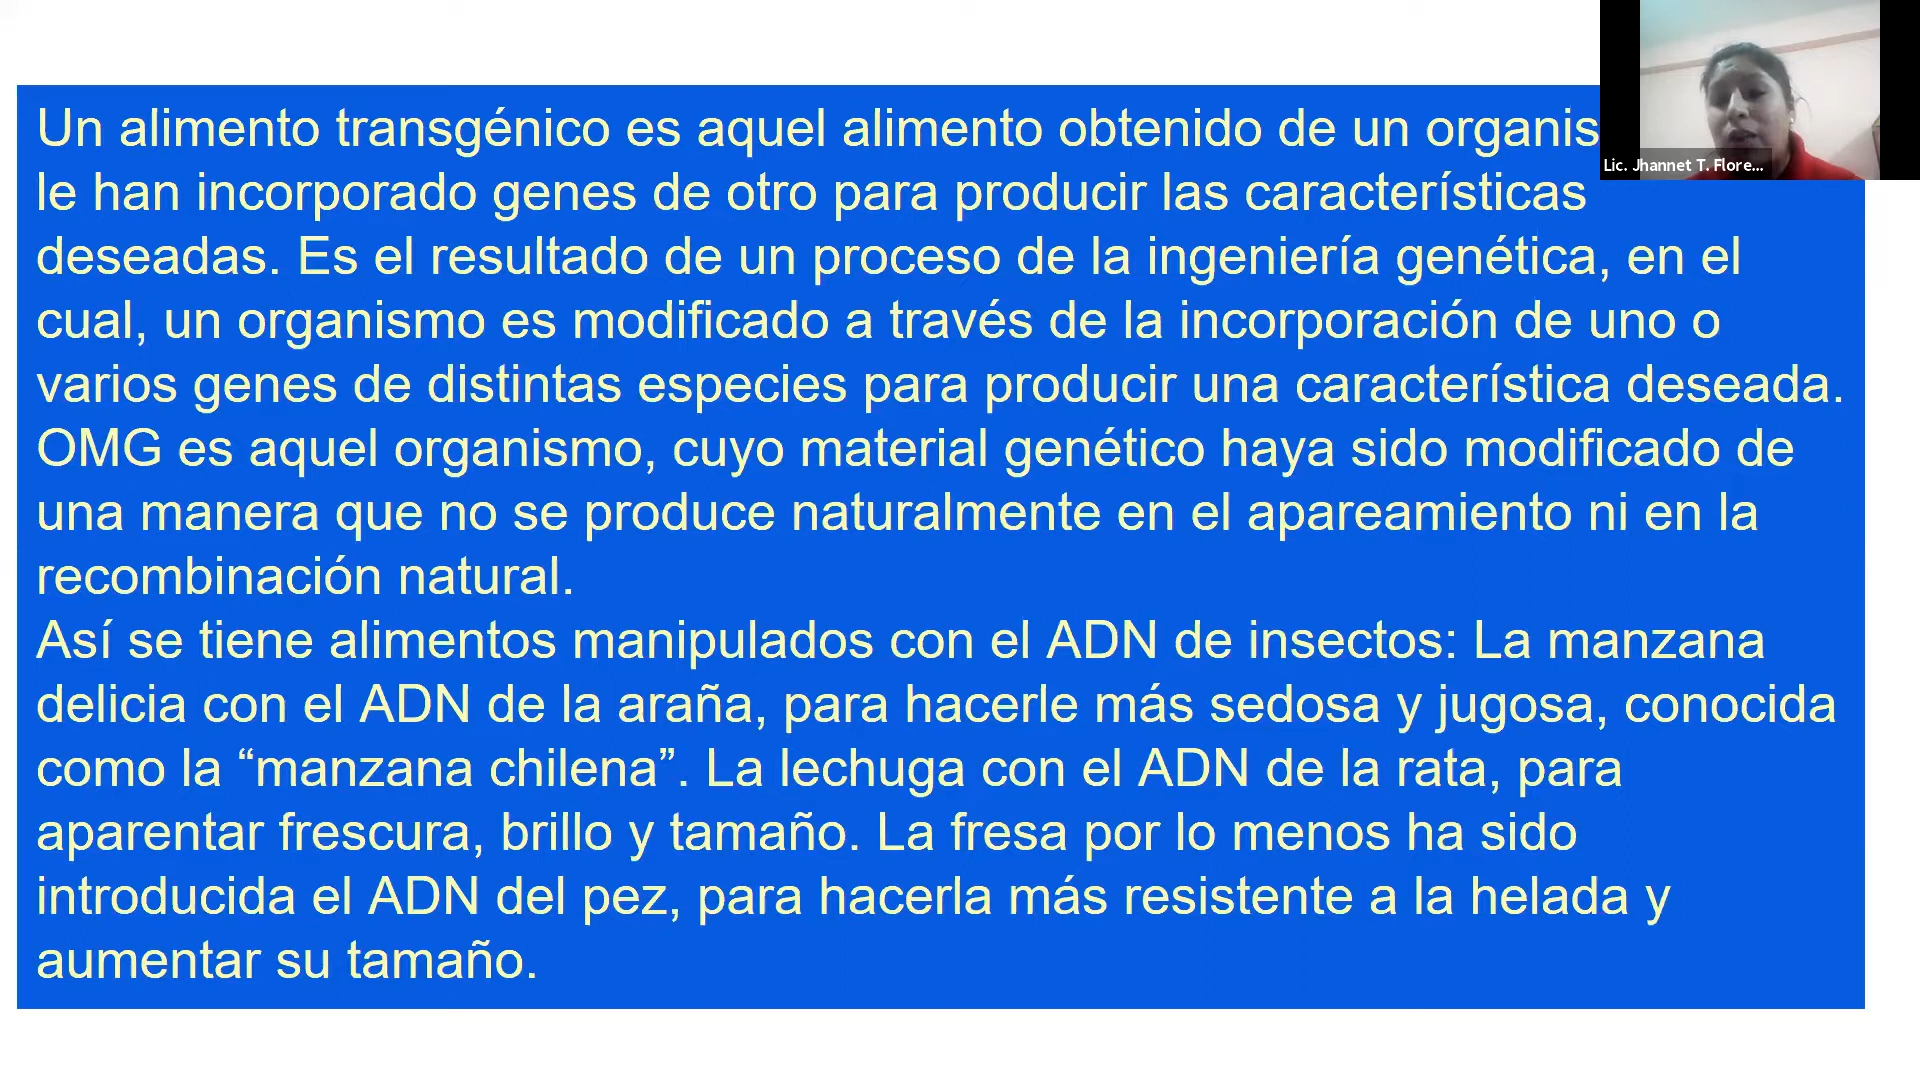 Un alimento transgénico es aquel alimento obtenido de un organis
le han incorporado genes de otro para producir las características
deseadas. Es el resultado de un proceso de la ingeniería genética, en el
cual, un organismo es modificado a través de la incorporación de uno o
varios genes de distintas especies para producir una característica deseada.
OMG es aquel organismo, cuyo material genético haya sido modificado de
una manera que no se produce naturalmente en el apareamiento ni en la
recombinación natural.
Así se tiene alimentos manipulados con el ADN de insectos: La manzana
delicia con el ADN de la araña, para hacerle más sedosa y jugosa, conocida
como la “manzana chilena”. La lechuga con el ADN de la rata, para
aparentar frescura, brillo y tamaño. La fresa por lo menos ha sido
introducida el ADN del pez, para hacerla más resistente a la helada y
aumentar su tamaño.
Lic. Jhannet T. Flore...